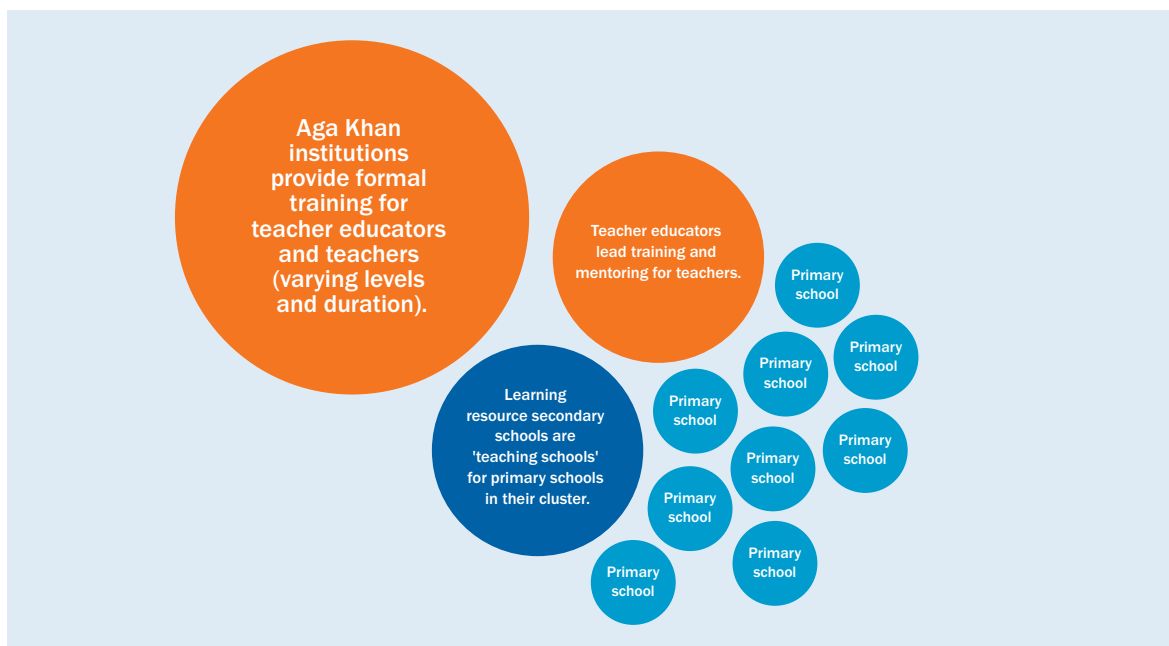 Aga Khan
institutions
provide formal
training for
teacher educators
and teachers
(varying levels
and duration).
Teacher educators
lead training and
mentoring for teachers.
Learning
resource secondary
schools are
'teaching schools'
for primary schools
in their cluster.
Primary
school
Primary
school
Primary
school
Primary
school
Primary
school
Primary
school
Primary
school
Primary
school
Primary
school